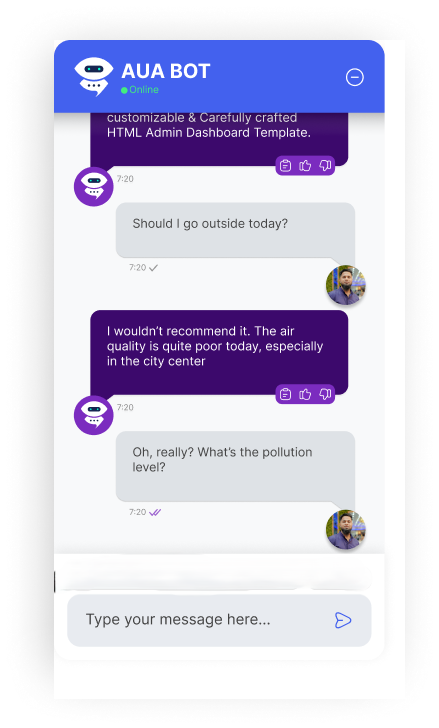 AUA BOT
Online
customizable & Carefully crafted
HTML Admin Dashboard Template.
7:20
Should I go outside today?
7:20
I wouldn’t recommend it. The air
quality is quite poor today, especially
in the city center
7:20
Oh, really? What’s the pollution
level?
7:20
Type your message here...